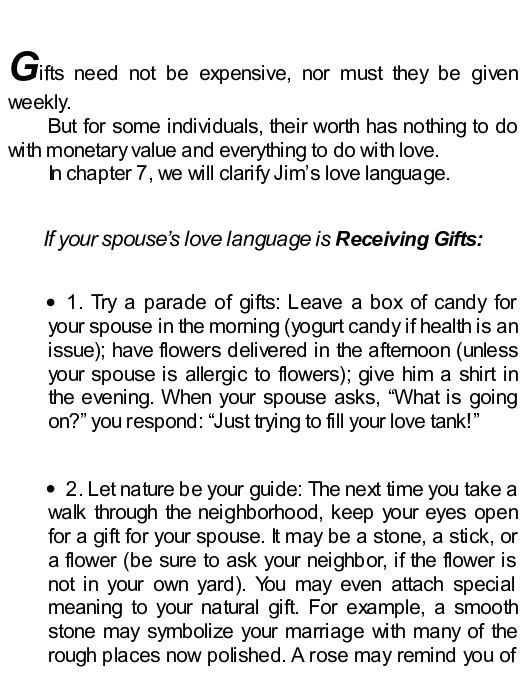 Gifts need not be expensive, nor must they be given
weekly.
But for some individuals, their worth has nothing to do
with monetary value and everything to do with love.
In chapter 7, we will clarify Jim’s love language.
If your spouse’s love language is Receiving Gifts:
• 1. Try a parade of gifts: Leave a box of candy for
your spouse in the morning (yogurt candy if health is an
issue); have flowers delivered in the afternoon (unless
your spouse is allergic to flowers); give him a shirt in
the evening. When your spouse asks, “What is going
on?” you respond: “Just trying to fill your love tank!”
• 2. Let nature be your guide: The next time you take a
walk through the neighborhood, keep your eyes open
for a gift for your spouse. It may be a stone, a stick, or
a flower (be sure to ask your neighbor, if the flower is
not in your own yard). You may even attach special
meaning to your natural gift. For example, a smooth
stone may symbolize your marriage with many of the
rough places now polished. A rose may remind you of